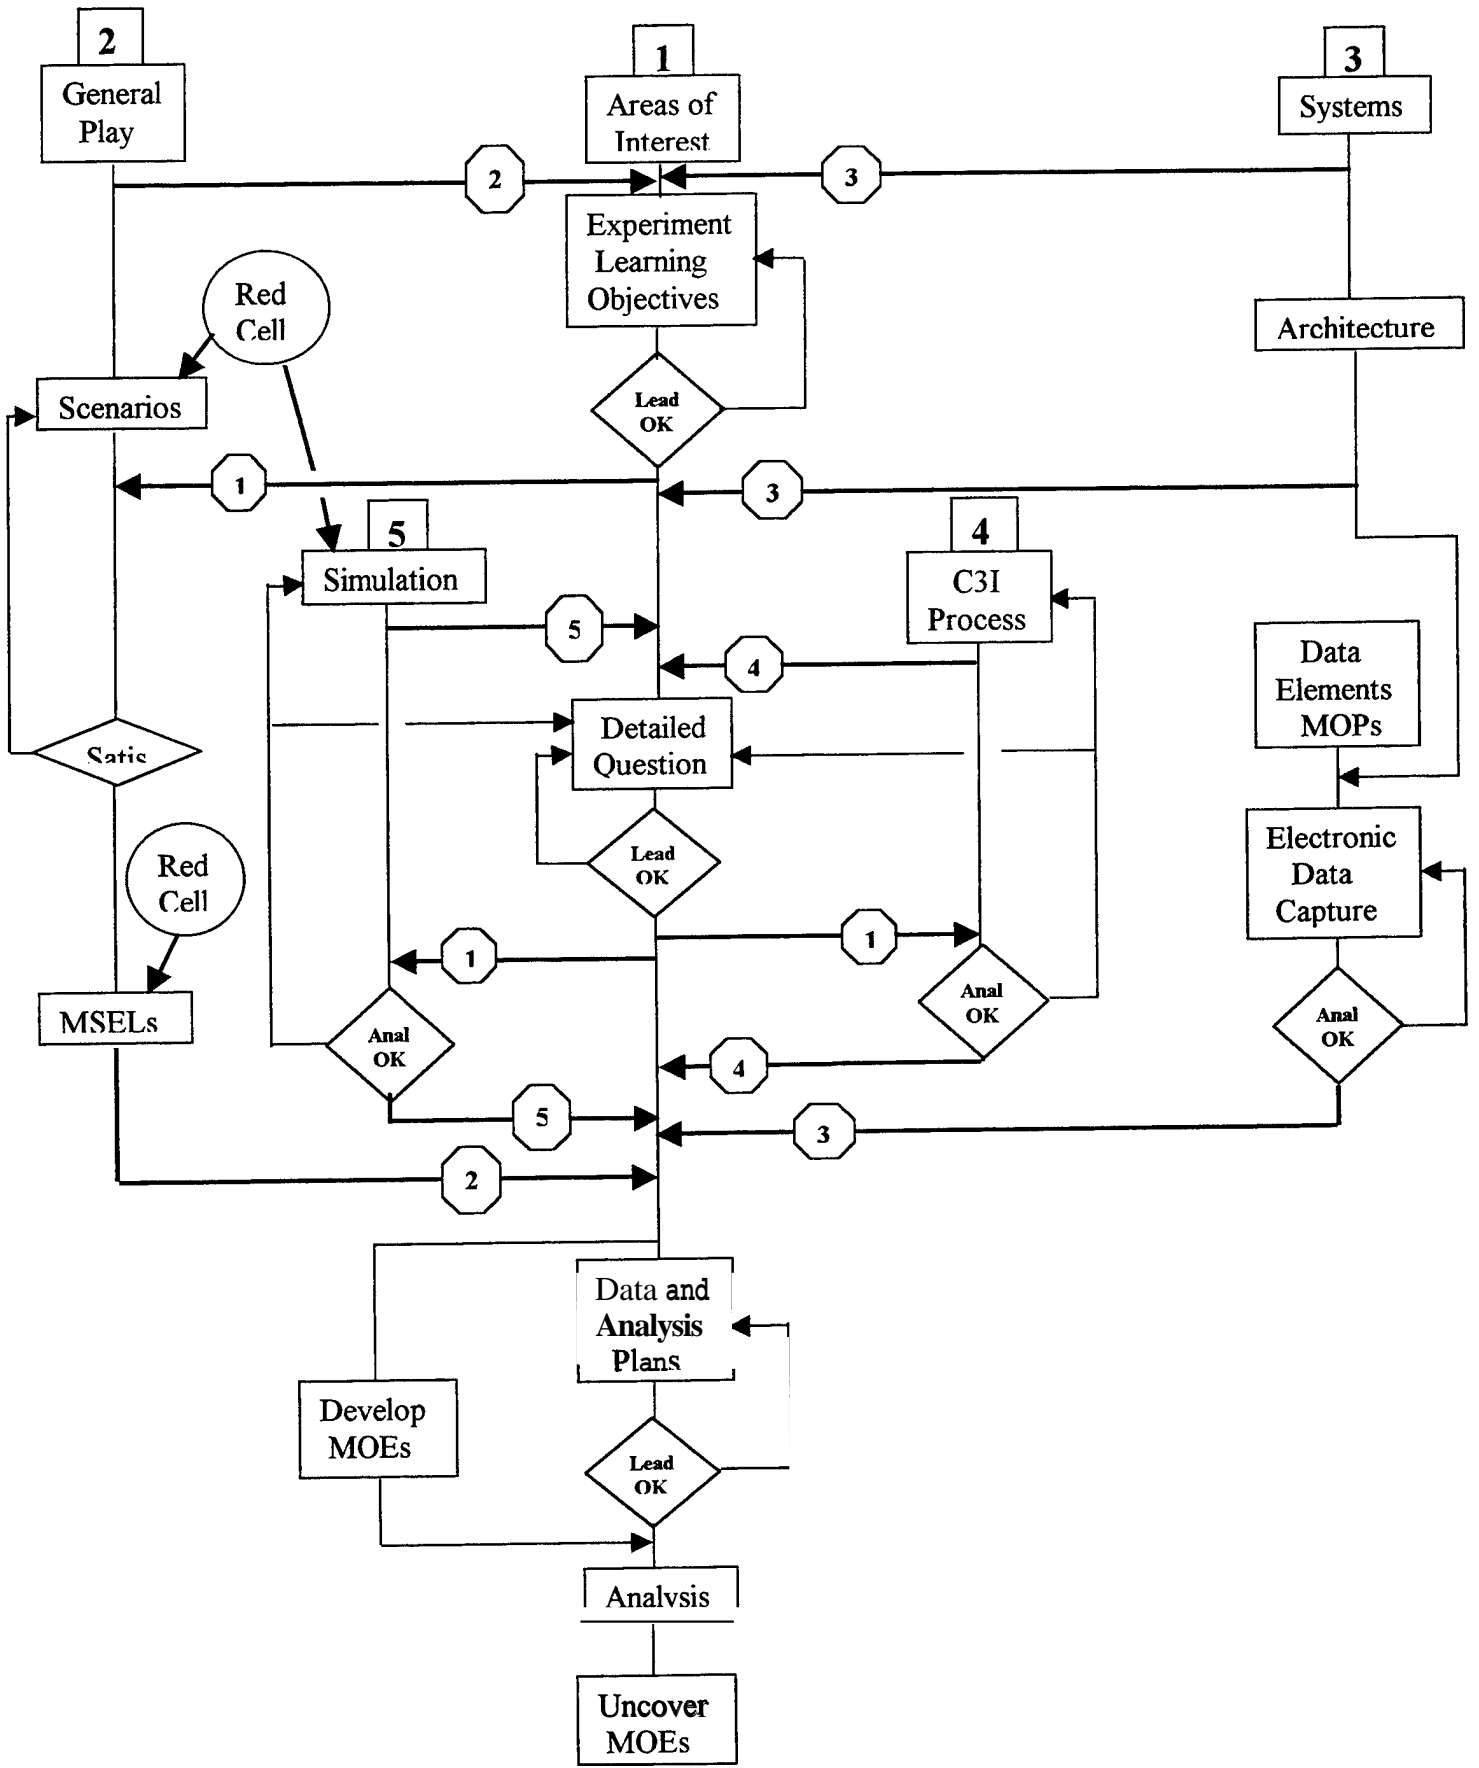 2
General
Play
1
Areas of
Interest
3
Systems
2
3
Experiment
Learning
Objectives
Red
Cell
Architecture
Scenarios
Lead
OK
1
3
5
Simulation
4
C3I
Process
5
4
Data
Elements
MOPs
Detailed
Question
Satis
Electronic
Data
Capture
Lead
OK
Red
Cell
1
1
MSELs
Anal
OK
Anal
OK
Anal
OK
4
5
3
2
Data and
Analysis
Plans
Develop
MOEs
Lead
OK
Analysis
Uncover
MOEs